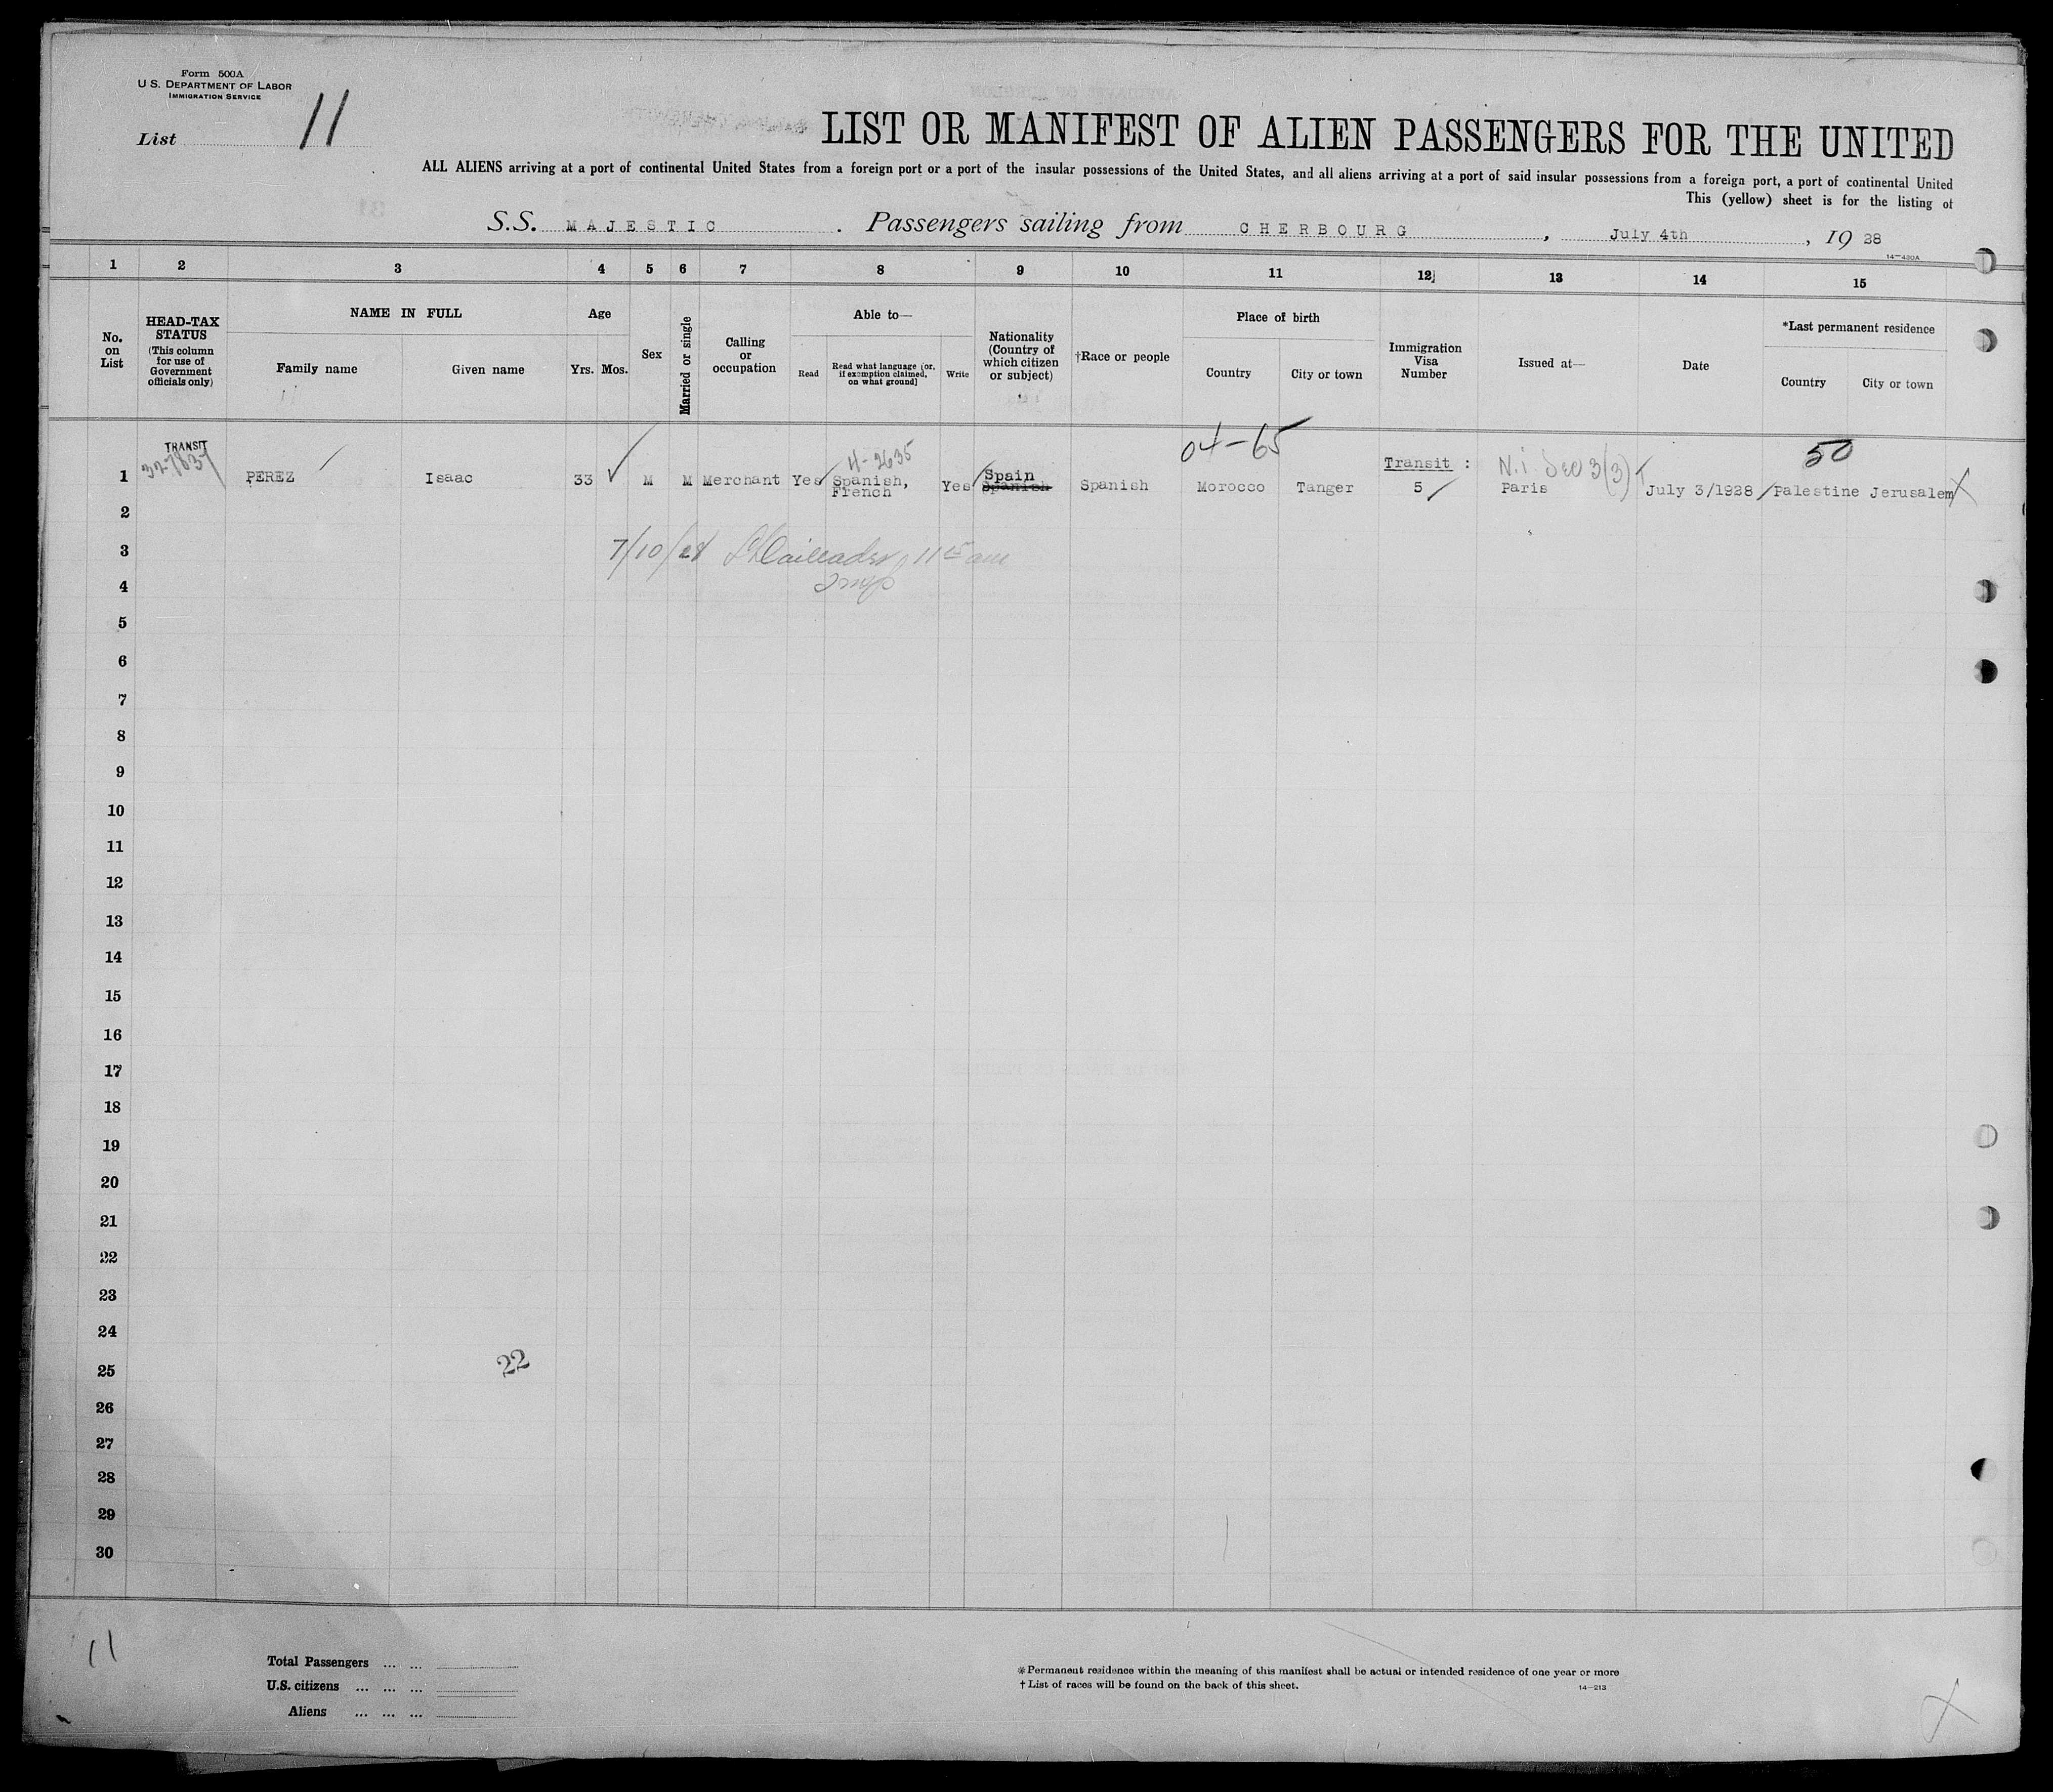 Form 500A
U.S. DEPARTMENT OF LABOR
IMMIGRATION SERVICE
List 11
LIST OR MANIFEST OF ALIEN PASSENGERS FOR THE UNITED
ALL ALIENS arriving at a port of continental United States from a foreign port or a port of the insular possessions of the United States, and all aliens arriving at a port of said insular possessions from a foreign port, a port of continental United
This (yellow) sheet is for the listing of
S.S. MAJESTIC . Passengers sailing from CHERBOURG , July 4th , 19 28
14—430A
1 2 3 4 5 6 7 8 9 10 11 12 13 14 15
No. on List
HEAD-TAX STATUS
(This column for use of Government officials only)
NAME IN FULL
Family name
Given name
Age
Yrs. Mos.
Sex
Married or single
Calling or occupation
Able to—
Read
Read what language (or, if exemption claimed, on what ground)
Write
Nationality (Country of which citizen or subject)
†Race or people
Place of birth
Country
City or town
Immigration Visa Number
Issued at—
Date
*Last permanent residence
Country
City or town
TRANSIT
04-65
50
H-2635
Transit :
1 PEREZ Isaac 33 M M Merchant Yes Spanish, French Yes Spain Spanish Spanish Morocco Tanger 5 Paris July 3/1928 Palestine Jerusalem
2
3 7/10/28 11 15 am
4
5
6
7
8
9
10
11
12
13
14
15
16
17
18
19
20
21
22
23
24
22
25
26
27
28
29
30
11
Total Passengers ... ...
U.S. citizens ... ... ...
Aliens ... ... ...
*Permanent residence within the meaning of this manifest shall be actual or intended residence of one year or more
† List of races will be found on the back of this sheet.
14—213